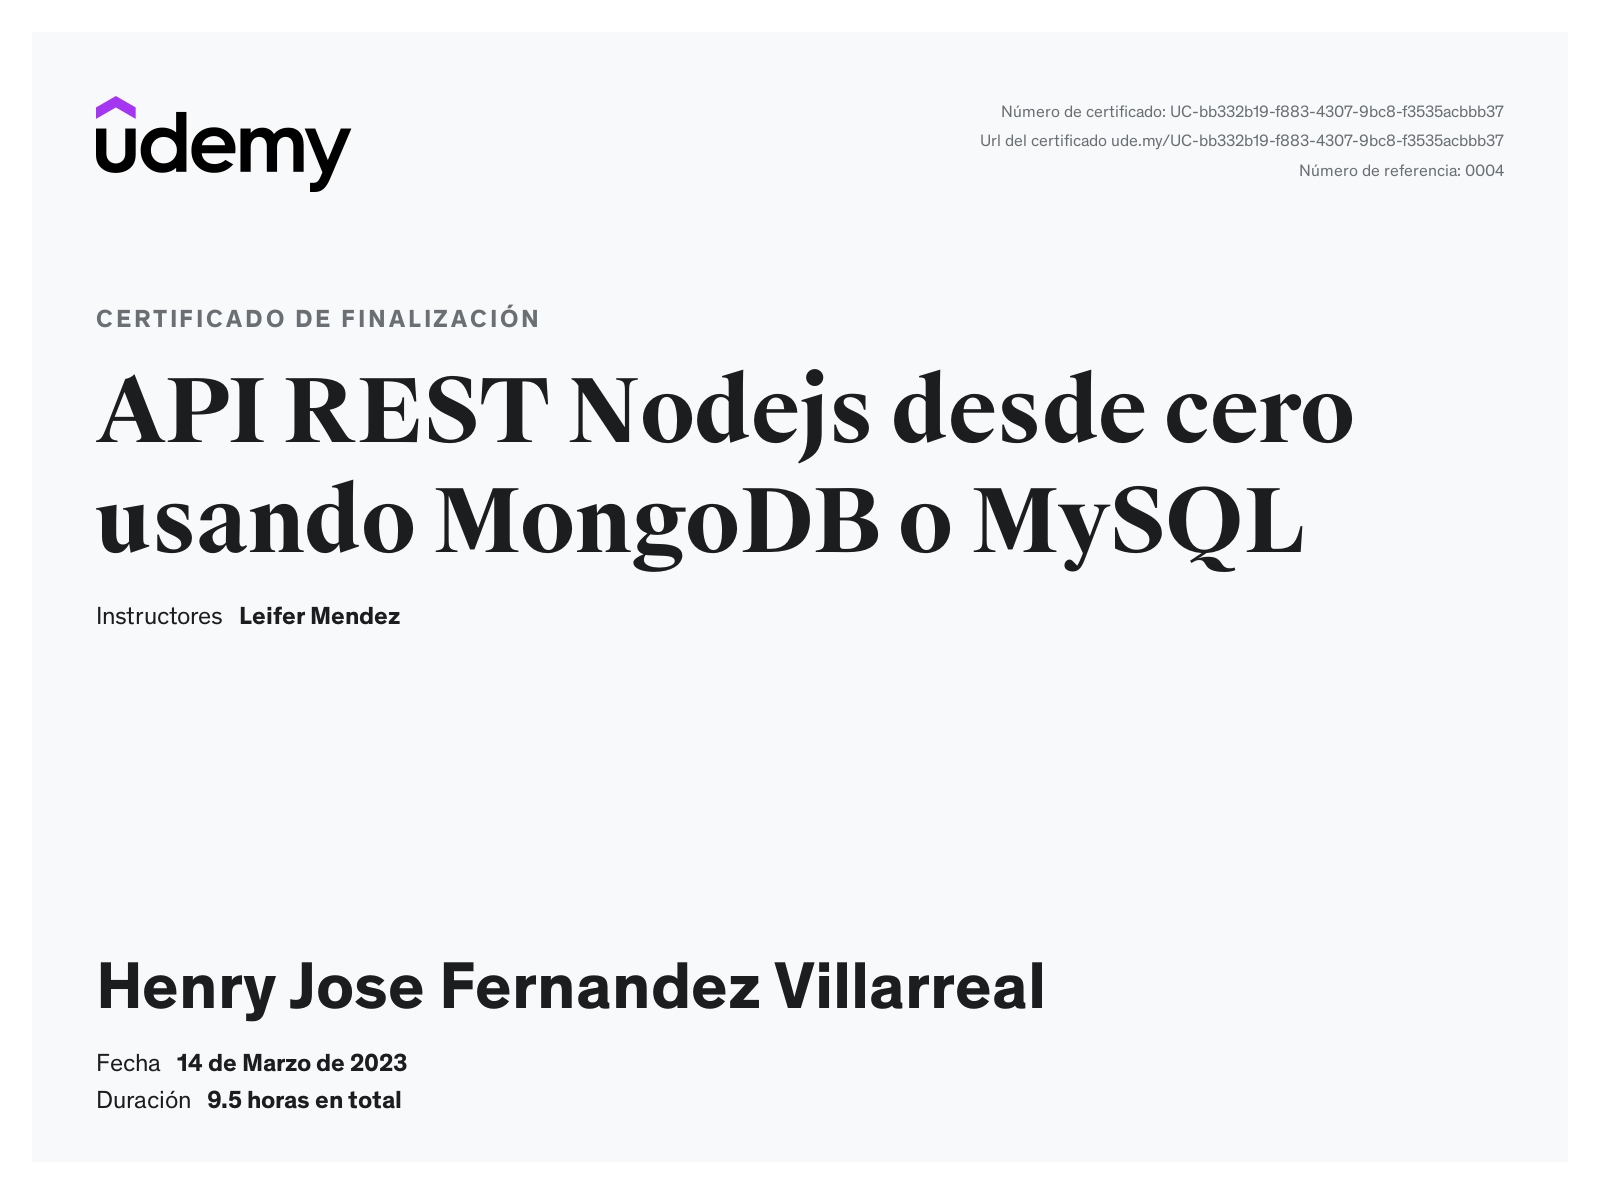 udemy
Número de certificado: UC-bb332b19-f883-4307-9bc8-f3535acbbb37
Url del certificado ude.my/UC-bb332b19-f883-4307-9bc8-f3535acbbb37
Número de referencia: 0004
CERTIFICADO DE FINALIZACIÓN
API REST Nodejs desde cero
usando MongoDB o MySQL
Instructores Leifer Mendez
Henry Jose Fernandez Villarreal
Fecha 14 de Marzo de 2023
Duración 9.5 horas en total